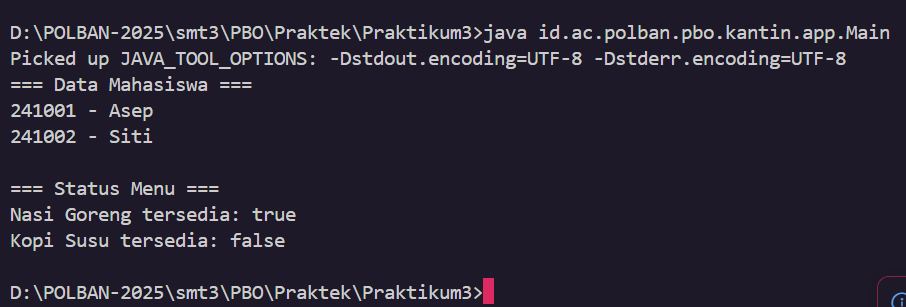 D:\POLBAN-2025\smt3\PBO\Praktek\Praktikum3>java id.ac.polban.pbo.kantin.app.Main
Picked up JAVA_TOOL_OPTIONS: -Dstdout.encoding=UTF-8 -Dstderr.encoding=UTF-8
=== Data Mahasiswa ===
241001 - Asep
241002 - Siti
=== Status Menu ===
Nasi Goreng tersedia: true
Kopi Susu tersedia: false
D:\POLBAN-2025\smt3\PBO\Praktek\Praktikum3>